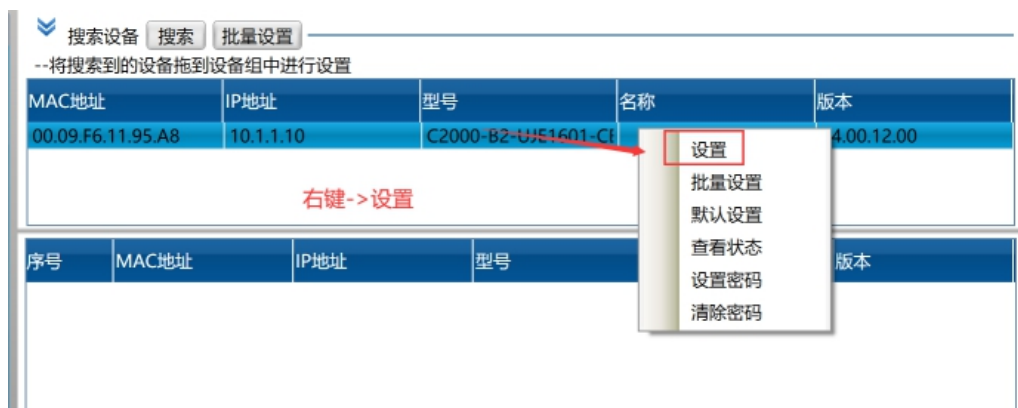 搜索设备 搜索 批量设置
--将搜索到的设备拖到设备组中进行设置
MAC地址 IP地址 型号 名称 版本
00.09.F6.11.95.A8 10.1.1.10 C2000-B2-UJE1601-CE 4.00.12.00
设置
右键->设置
批量设置
默认设置
查看状态
设置密码
清除密码
序号 MAC地址 IP地址 型号 版本